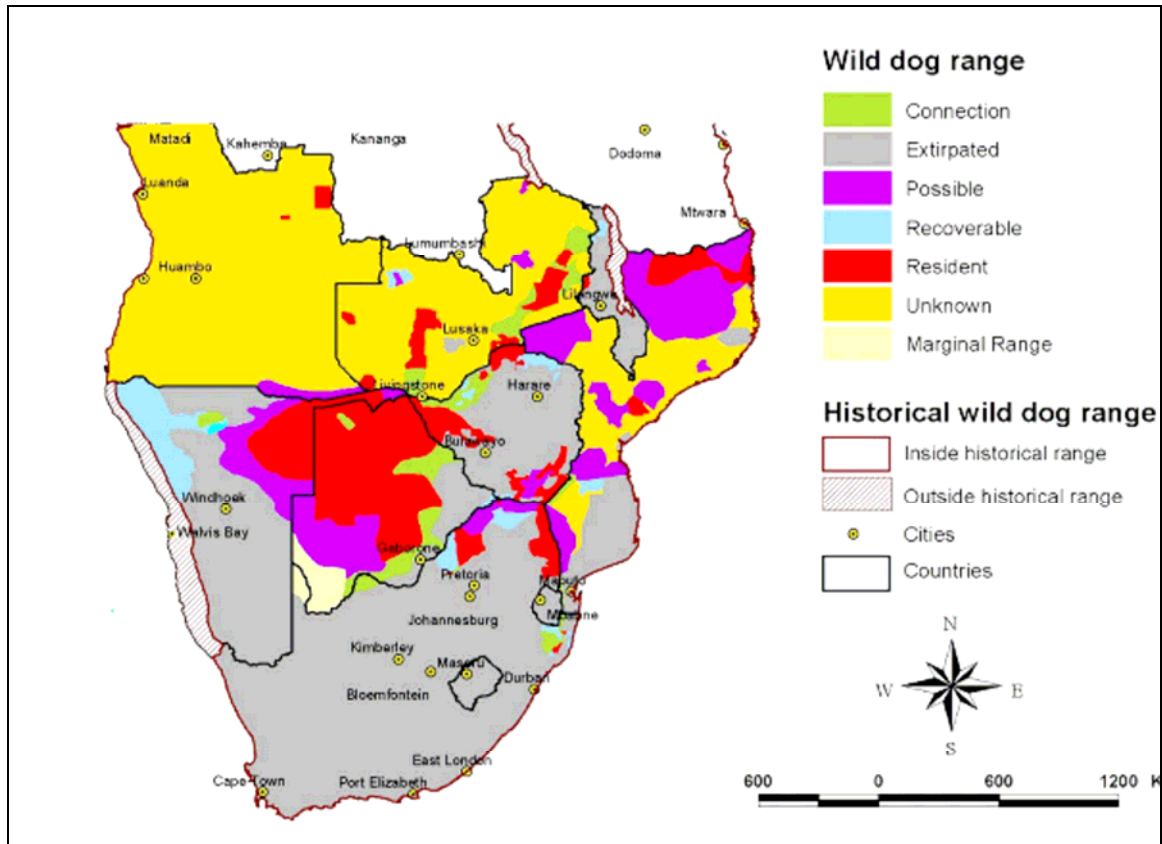 Wild dog range
Connection
Extirpated
Possible
Recoverable
Resident
Unknown
Marginal Range
Historical wild dog range
Inside historical range
Outside historical range
Cities
Countries
N
W E
S
600 0 600 1200 K
Matadi
Kahemba
Kananga
Dodoma
Luanda
Mtwara
Lumumbashi
Huambo
Lilongwe
Lusaka
Livingstone
Harare
Bulawayo
Windhoek
Walvis Bay
Gaborone
Pretoria
Maputo
Mbabne
Johannesburg
Kimberley
Maseru
Bloemfontein
Durban
East London
Cape Town
Port Elizabeth